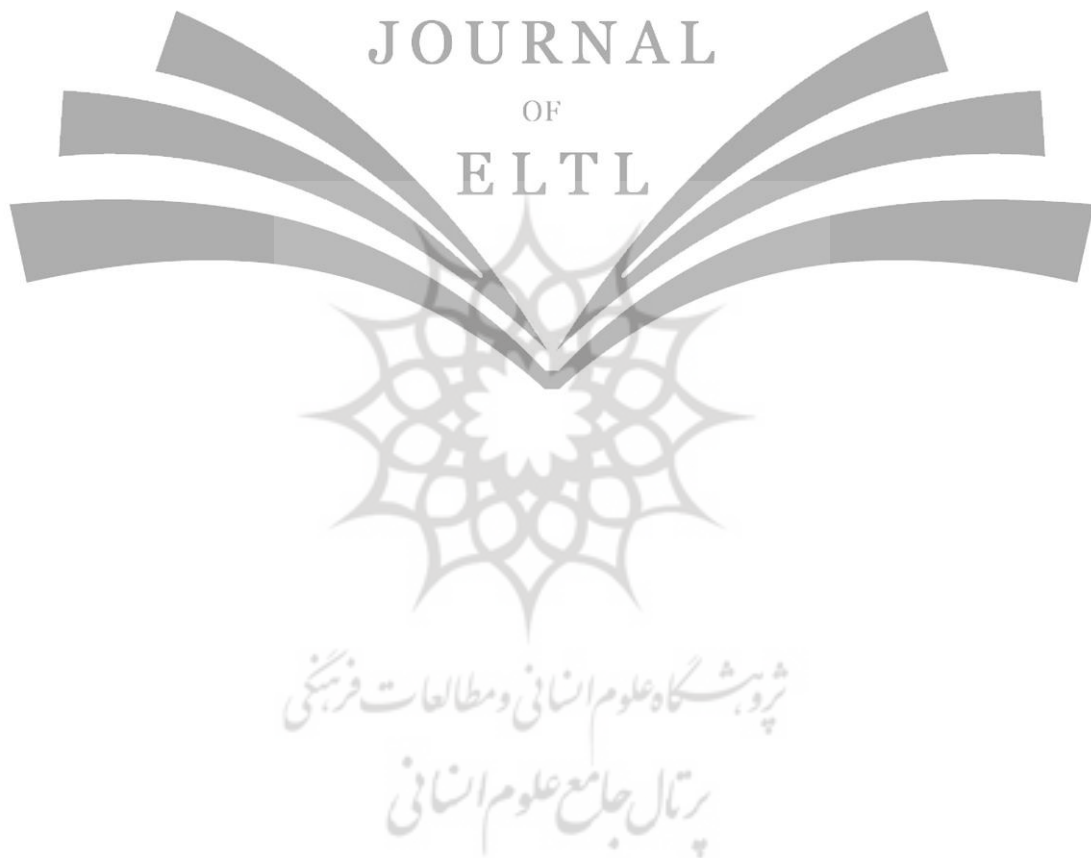 JOURNAL
OF
ELTL
پژوهشگاه علوم انسانی و مطالعات فرهنگی
پرتال جامع علوم انسانی